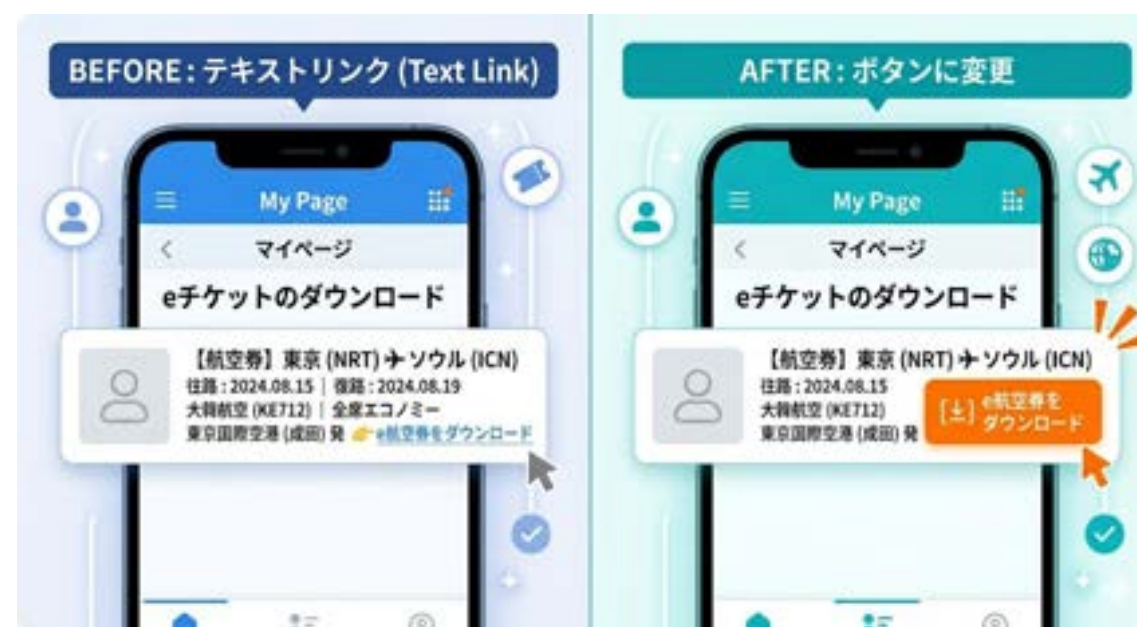 BEFORE : テキストリンク (Text Link)
My Page
マイページ
eチケットのダウンロード
【航空券】東京 (NRT) ✈ ソウル (ICN)
往路 : 2024.08.15 | 復路 : 2024.08.19
大韓航空 (KE712) | 全席エコノミー
東京国際空港 (成田) 発 👉 e航空券をダウンロード
AFTER : ボタンに変更
My Page
マイページ
eチケットのダウンロード
【航空券】東京 (NRT) ✈ ソウル (ICN)
往路 : 2024.08.15
大韓航空 (KE712)
東京国際空港 (成田) 発
e航空券を
ダウンロード